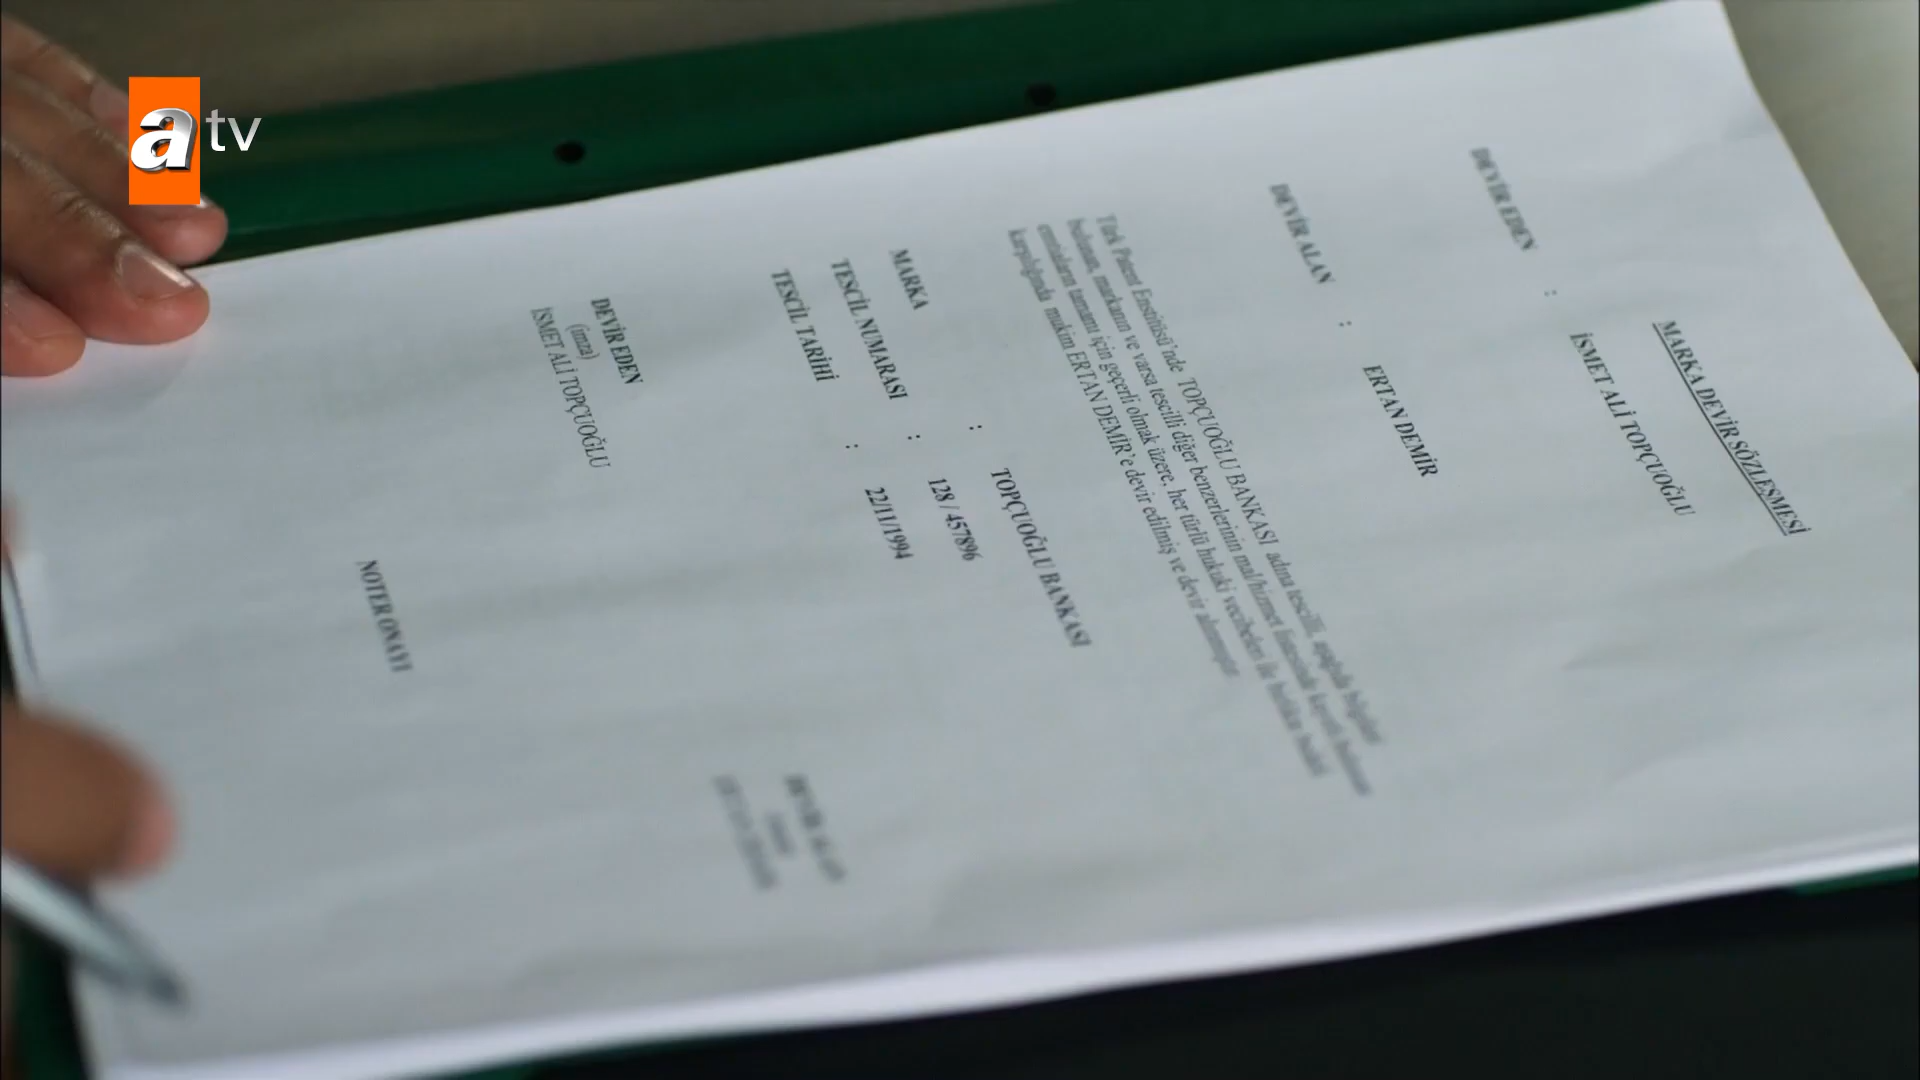 atv
MARKA DEVİR SÖZLEŞMESİ
DEVİR EDEN : İSMET ALİ TOPÇUOĞLU
DEVİR ALAN : ERTAN DEMİR
Türk Patent Enstitüsü'nde TOPÇUOĞLU BANKASI adına tescilli, aşağıda bilgileri
bulunan, markanın ve varsa tescilli diğer benzerlerinin mal/hizmet listesinde kayıtlı bulunan
emtiaların tamamı için geçerli olmak üzere, her türlü hukuki vecibeleri ile birlikte
karşılığında mukim ERTAN DEMİR'e devir edilmiş ve devir alınmıştır
MARKA : TOPÇUOĞLU BANKASI
TESCİL NUMARASI : 128 / 457896
TESCİL TARİHİ : 22/11/1994
DEVİR EDEN DEVİR ALAN
(imza)
İSMET ALİ TOPÇUOĞLU
NOTER ONAYI